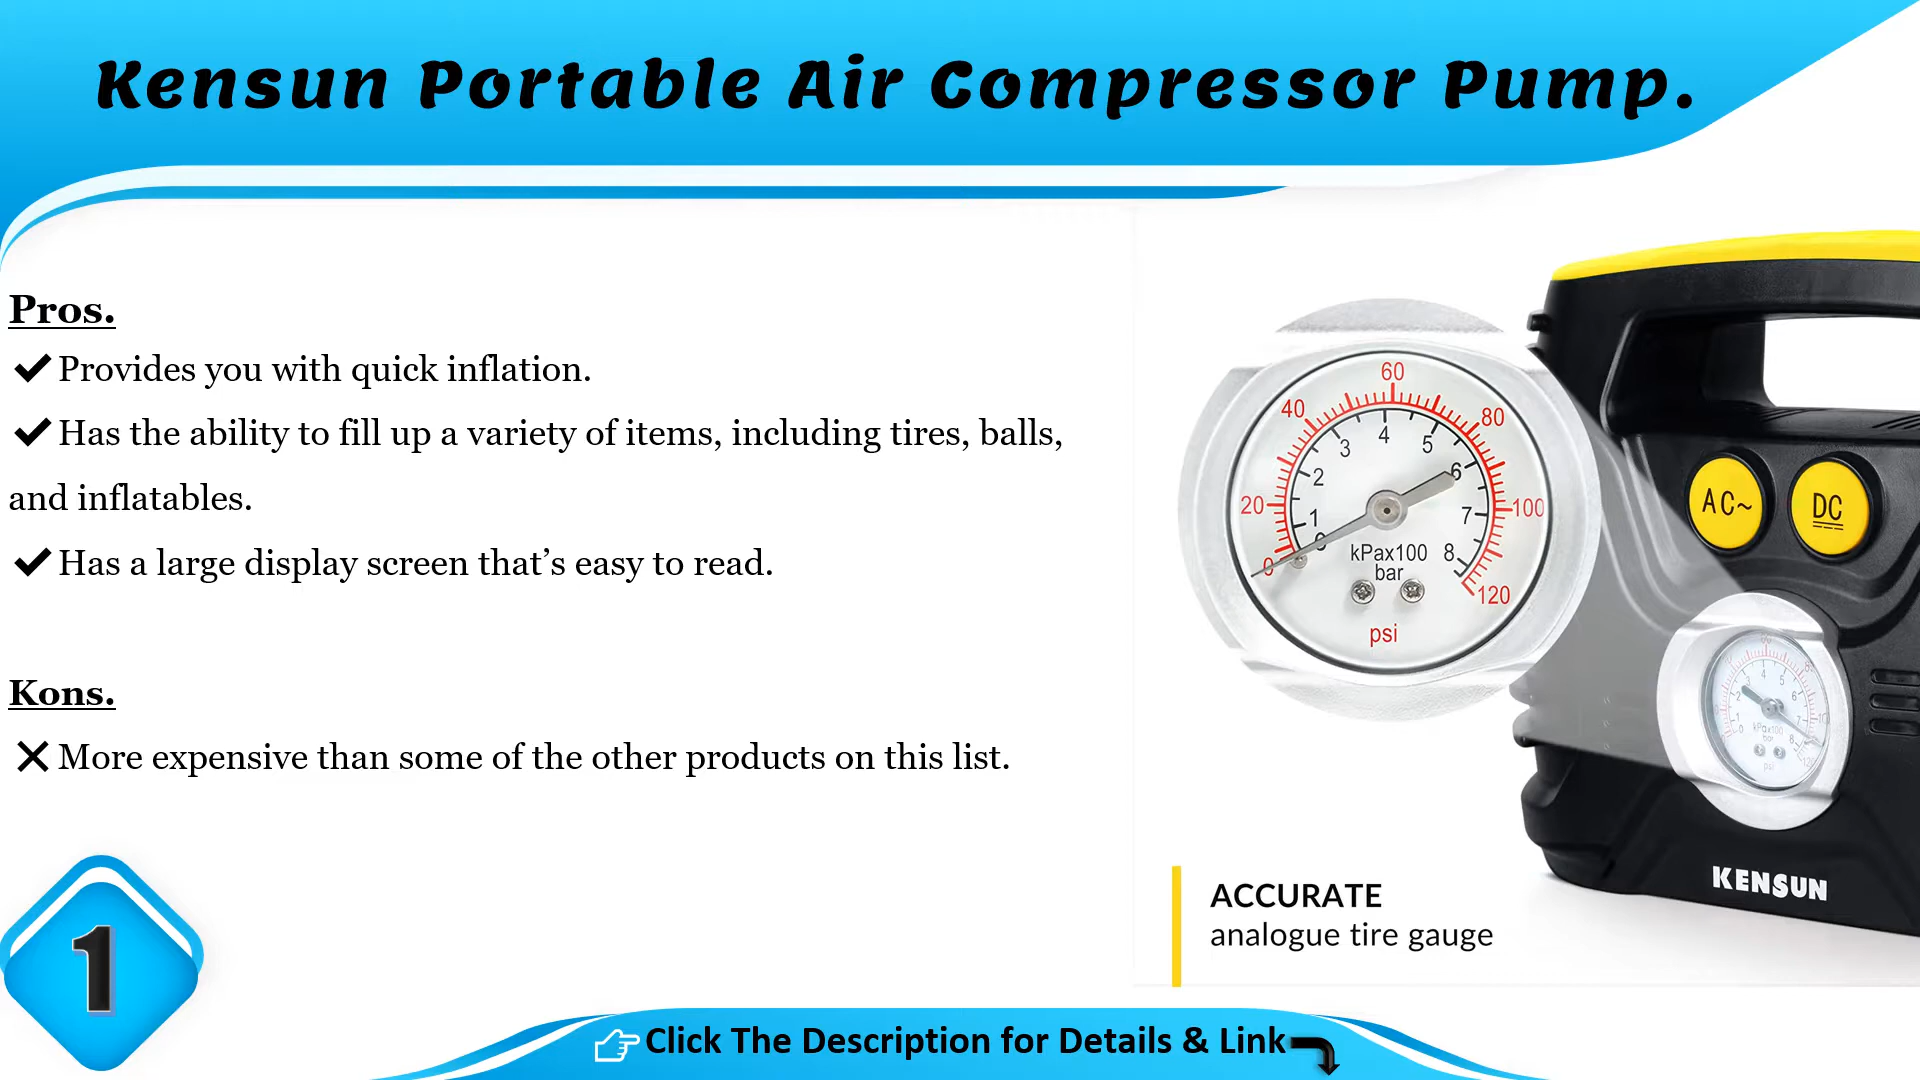 Kensun Portable Air Compressor Pump.
Pros.
✔Provides you with quick inflation.
✔Has the ability to fill up a variety of items, including tires, balls,
and inflatables.
✔Has a large display screen that’s easy to read.
Kons.
✕More expensive than some of the other products on this list.
1
60
40
80
20
100
0
120
4
3
5
2
6
1
7
0
8
kPax100
bar
psi
AC~
DC
KENSUN
ACCURATE
analogue tire gauge
Click The Description for Details & Link